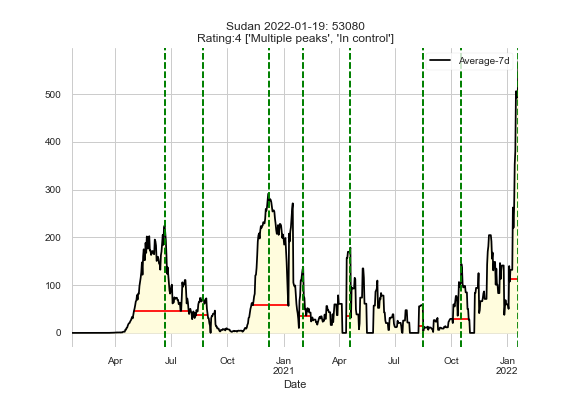 Sudan 2022-01-19: 53080
Rating:4 ['Multiple peaks', 'In control']
Average-7d
500
400
300
200
100
0
Apr
Jul
Oct
Jan
2021
Apr
Jul
Oct
Jan
2022
Date